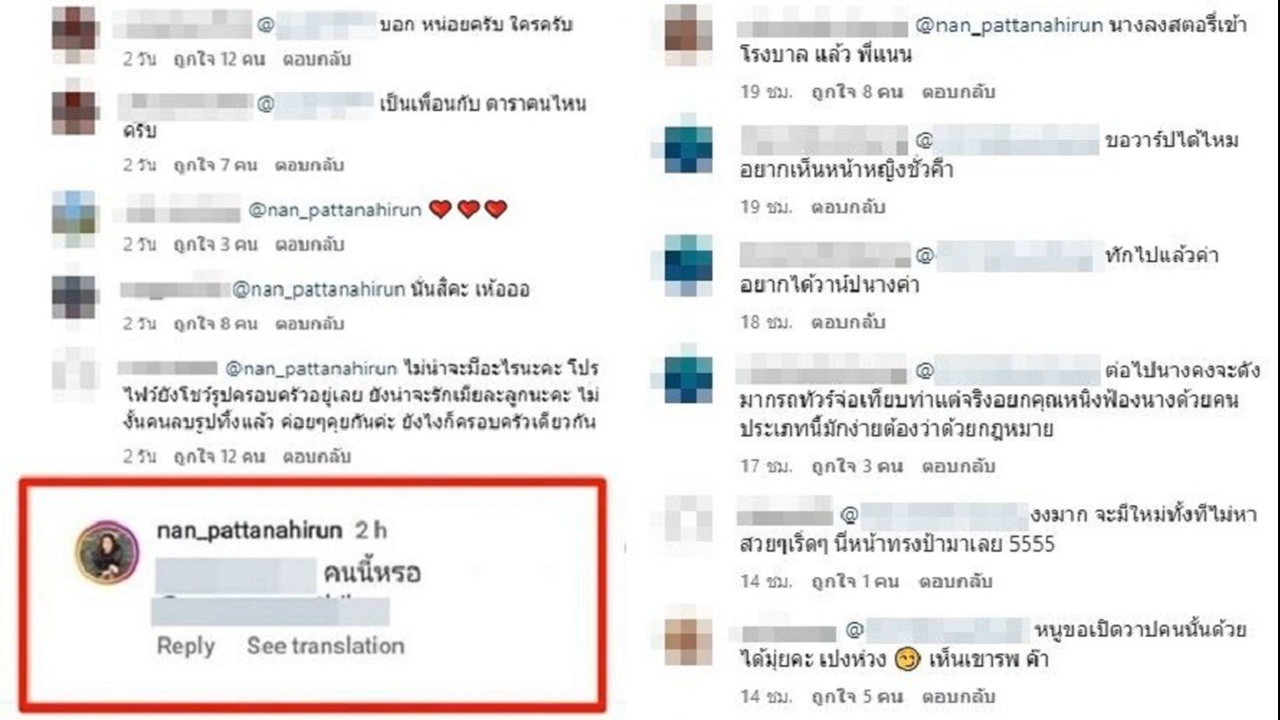 @ บอก หน่อยครับ ใครครับ
2 วัน ถูกใจ 12 คน ตอบกลับ
@ เป็นเพื่อนกับ ดาราคนไหน
ครับ
2 วัน ถูกใจ 7 คน ตอบกลับ
@nan_pattanahirun ❤️❤️❤️
2 วัน ถูกใจ 3 คน ตอบกลับ
@nan_pattanahirun นั่นสิ๊คะ เห้อออ
2 วัน ถูกใจ 8 คน ตอบกลับ
@nan_pattanahirun ไม่น่าจะมีอะไรนะคะ โปร
ไฟว์ยังโชว์รูปครอบครัวอยู่เลย ยังน่าจะรักเมียละลูกนะคะ ไม่
งั้นคนลบรูปทิ้งแล้ว ค่อยๆคุยกันค่ะ ยังไงก็ครอบครัวเดียวกัน
2 วัน ถูกใจ 12 คน ตอบกลับ
nan_pattanahirun 2 h
คนนี้หรอ
Reply See translation
@nan_pattanahirun นางลงสตอรี่เข้า
โรงบาล แล้ว พี่แนน
19 ชม. ถูกใจ 8 คน ตอบกลับ
@ ขอวาร์ปได้ไหม
อยากเห็นหน้าหญิงชั่วค๊า
19 ชม. ตอบกลับ
@ ทักไปแล้วค่า
อยากได้วาน์ปนางค่า
18 ชม. ตอบกลับ
@ ต่อไปนางคงจะดัง
มากรถทัวร์จ่อเทียบท่าแต่จริงอยกคุณหนิงฟ้องนางด้วยคน
ประเภทนี้มักง่ายต้องว่าด้วยกฎหมาย
17 ชม. ถูกใจ 3 คน ตอบกลับ
@ งงมาก จะมีใหม่ทั้งทีไม่หา
สวยๆเริ่ดๆ นี่หน้าทรงป้ามาเลย 5555
14 ชม. ถูกใจ 1 คน ตอบกลับ
@ หนูขอเปิดวาปคนนั้นด้วย
ได้มุ่ยคะ เปงห่วง 😏 เห็นเขารพ ค๊า
14 ชม. ถูกใจ 5 คน ตอบกลับ